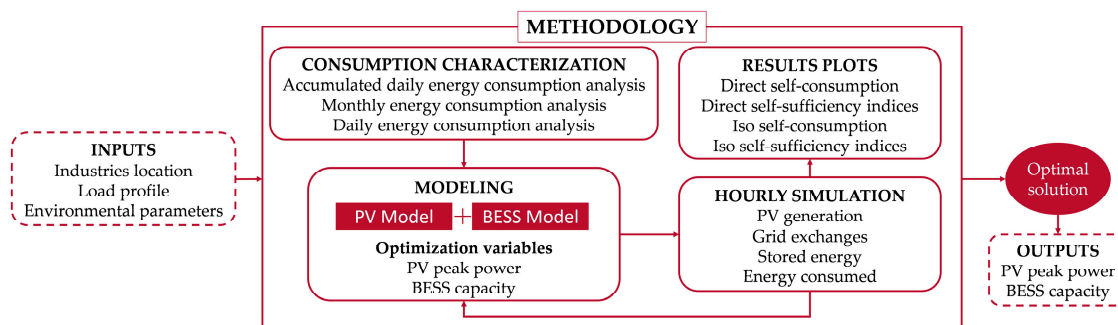 METHODOLOGY
INPUTS
Industries location
Load profile
Environmental parameters
CONSUMPTION CHARACTERIZATION
Accumulated daily energy consumption analysis
Monthly energy consumption analysis
Daily energy consumption analysis
MODELING
PV Model + BESS Model
Optimization variables
PV peak power
BESS capacity
RESULTS PLOTS
Direct self-consumption
Direct self-sufficiency indices
Iso self-consumption
Iso self-sufficiency indices
HOURLY SIMULATION
PV generation
Grid exchanges
Stored energy
Energy consumed
Optimal
solution
OUTPUTS
PV peak power
BESS capacity